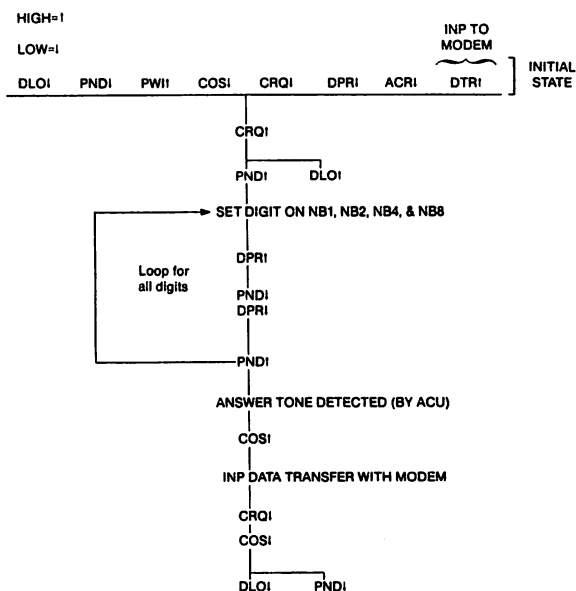 HIGH=↑
LOW=↓
INP TO
MODEM
DLO↓ PND↓ PWI↑ COS↓ CRQ↓ DPR↓ ACR↓ DTR↓
INITIAL
STATE
CRQ↑
PND↑ DLO↑
SET DIGIT ON NB1, NB2, NB4, & NB8
DPR↑
Loop for
all digits
PND↓
DPR↓
PND↑
ANSWER TONE DETECTED (BY ACU)
COS↑
INP DATA TRANSFER WITH MODEM
CRQ↓
COS↓
DLO↓ PND↓